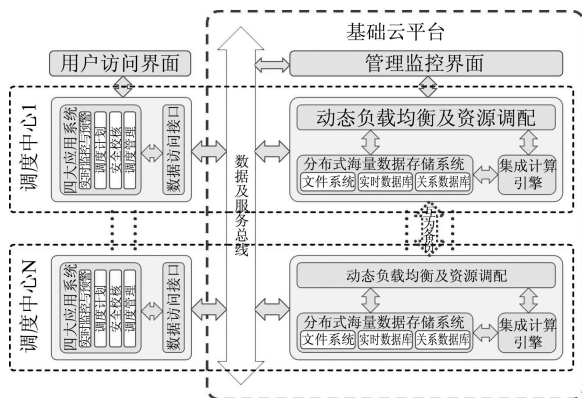 基础云平台
用户访问界面
管理监控界面
调度中心1
四大应用系统
实时监控与预警
调度计划
安全校核
调度管理
数据访问接口
数据及服务总线
动态负载均衡及资源调配
分布式海量数据存储系统
文件系统
实时数据库
关系数据库
集成计算
引擎
互为备份
调度中心N
四大应用系统
实时监控与预警
调度计划
安全校核
调度管理
数据访问接口
动态负载均衡及资源调配
分布式海量数据存储系统
文件系统
实时数据库
关系数据库
集成计算
引擎